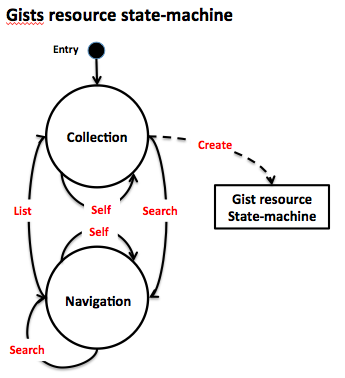 Gists resource state-machine
Entry
Collection
Create
Gist resource
State-machine
List
Self
Search
Self
Navigation
Search